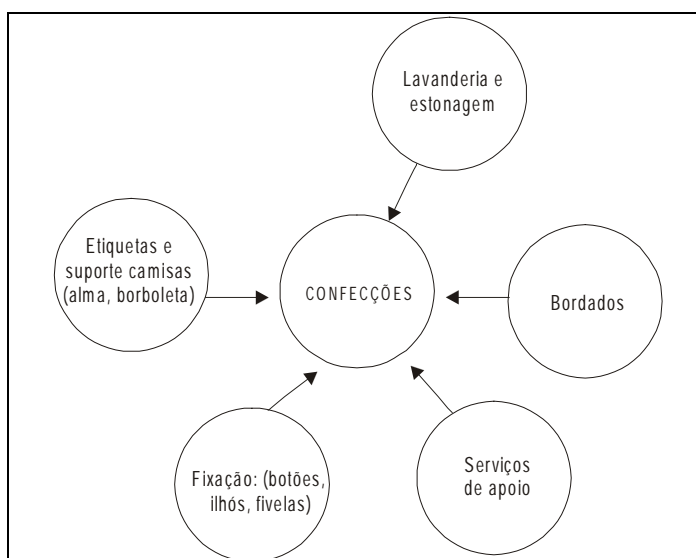 Lavanderia e
estonagem
Etiquetas e
suporte camisas
(alma, borboleta)
CONFECÇÕES
Bordados
Fixação: (botões,
ilhós, fivelas)
Serviços
de apoio